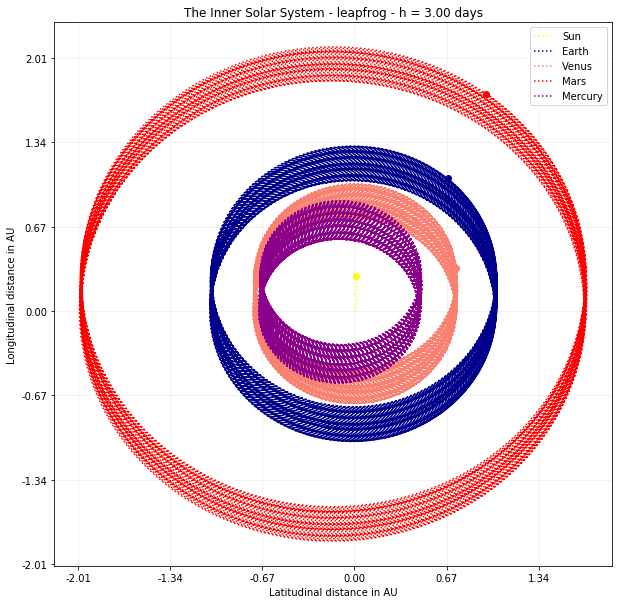 The Inner Solar System - leapfrog - h = 3.00 days
Sun
Earth
Venus
Mars
Mercury
2.01
1.34
0.67
0.00
-0.67
-1.34
-2.01
Longitudinal distance in AU
-2.01 -1.34 -0.67 0.00 0.67 1.34
Latitudinal distance in AU